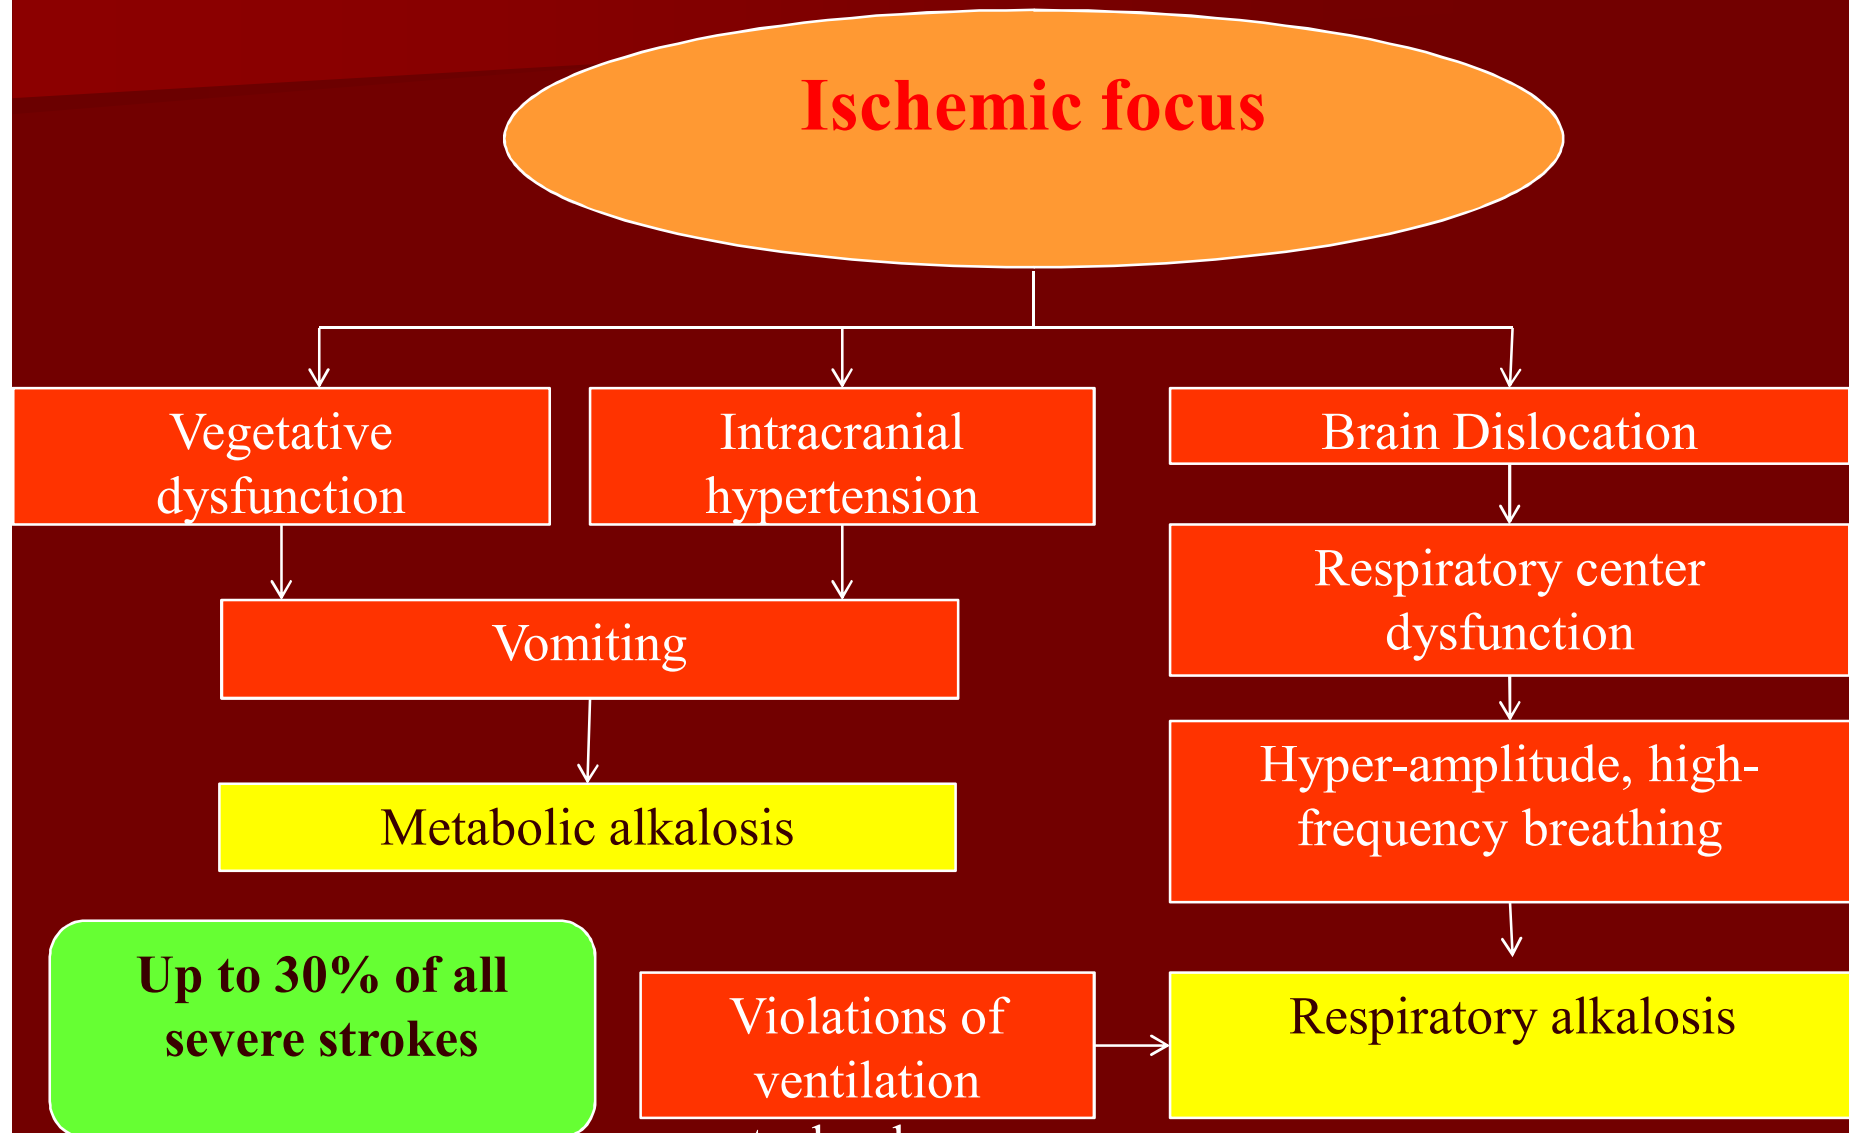 Ischemic focus
Vegetative
dysfunction
Intracranial
hypertension
Brain Dislocation
Respiratory center
dysfunction
Vomiting
Hyper-amplitude, high-
frequency breathing
Metabolic alkalosis
Up to 30% of all
severe strokes
Violations of
ventilation
Respiratory alkalosis